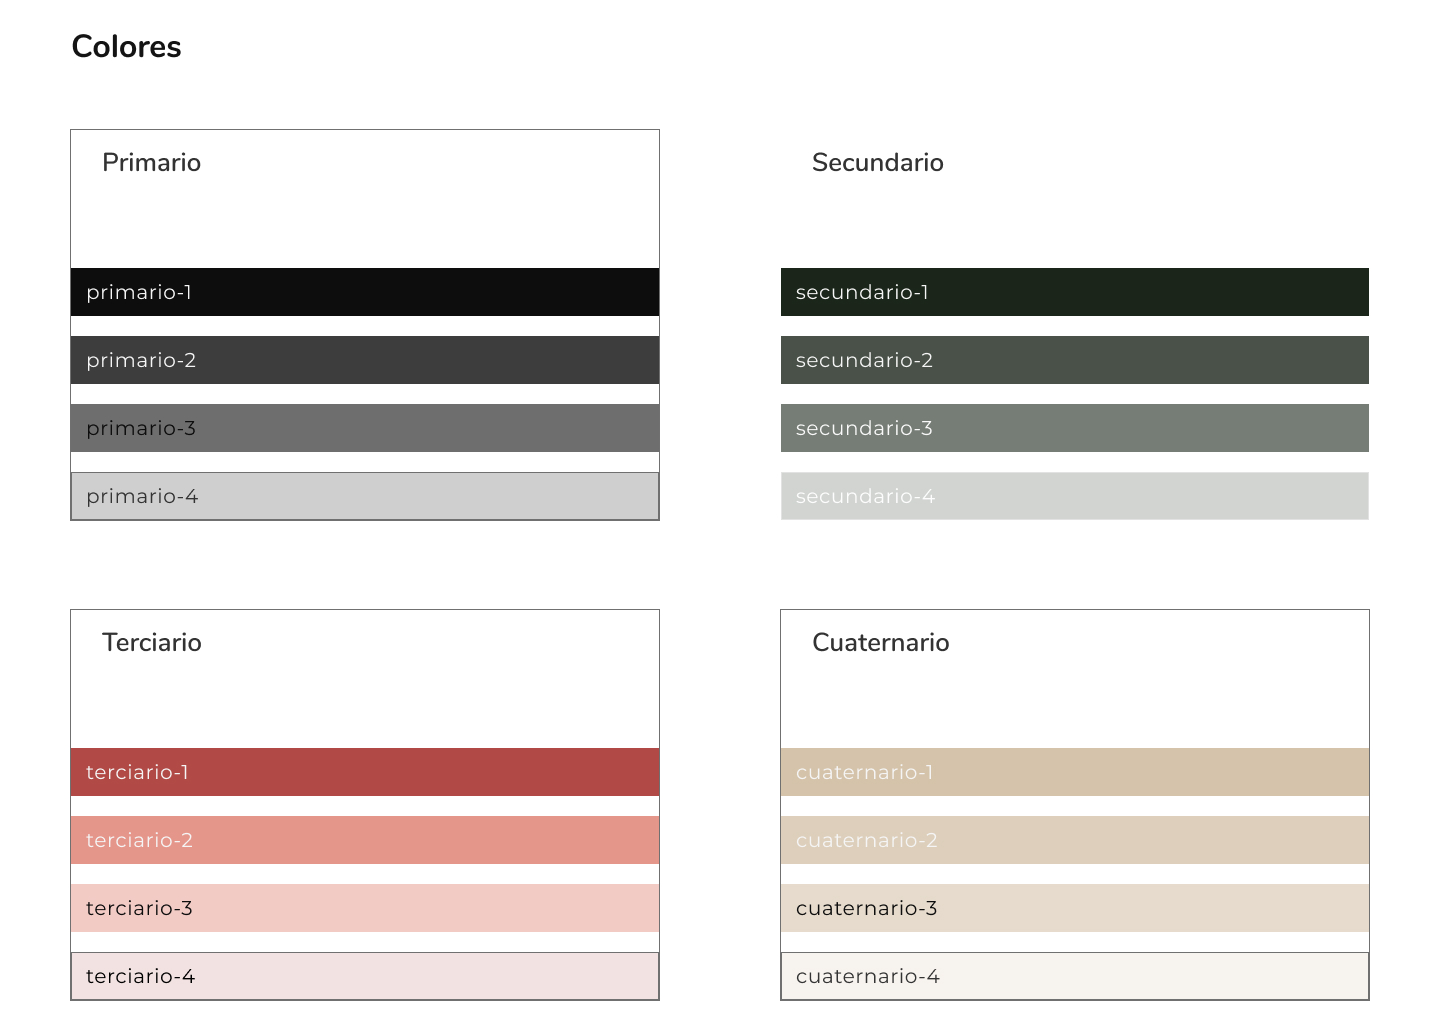 Colores
Primario
primario-1
primario-2
primario-3
primario-4
Secundario
secundario-1
secundario-2
secundario-3
secundario-4
Terciario
terciario-1
terciario-2
terciario-3
terciario-4
Cuaternario
cuaternario-1
cuaternario-2
cuaternario-3
cuaternario-4